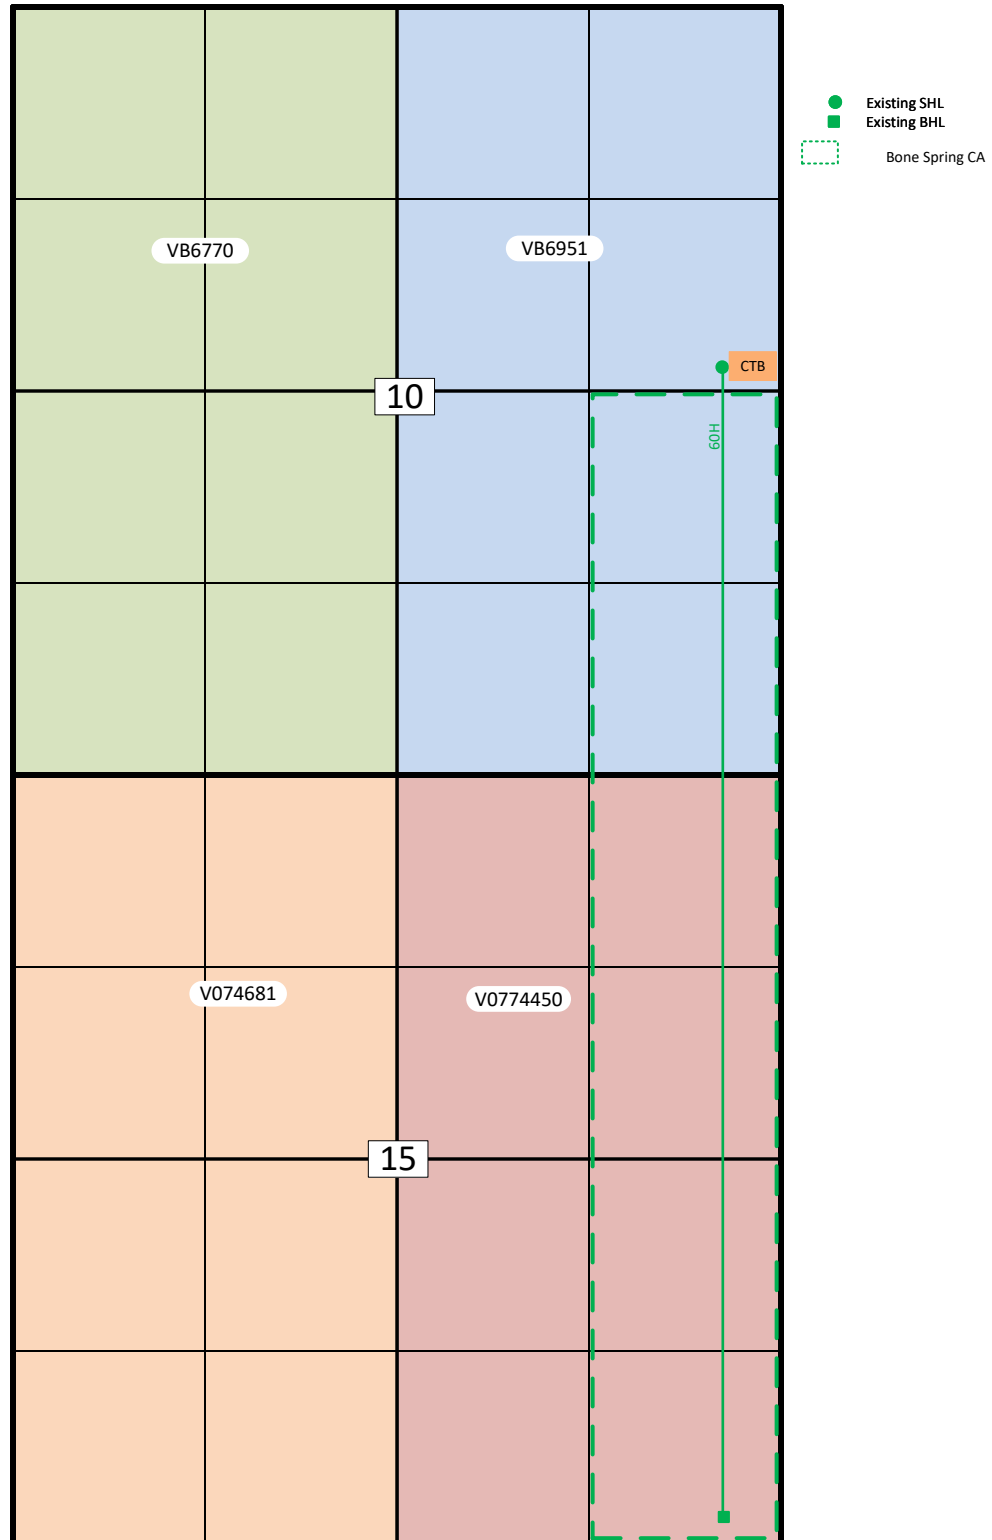 Existing SHL
Existing BHL
Bone Spring CA
VB6770
VB6951
CTB
10
60H
V074681
V0774450
15